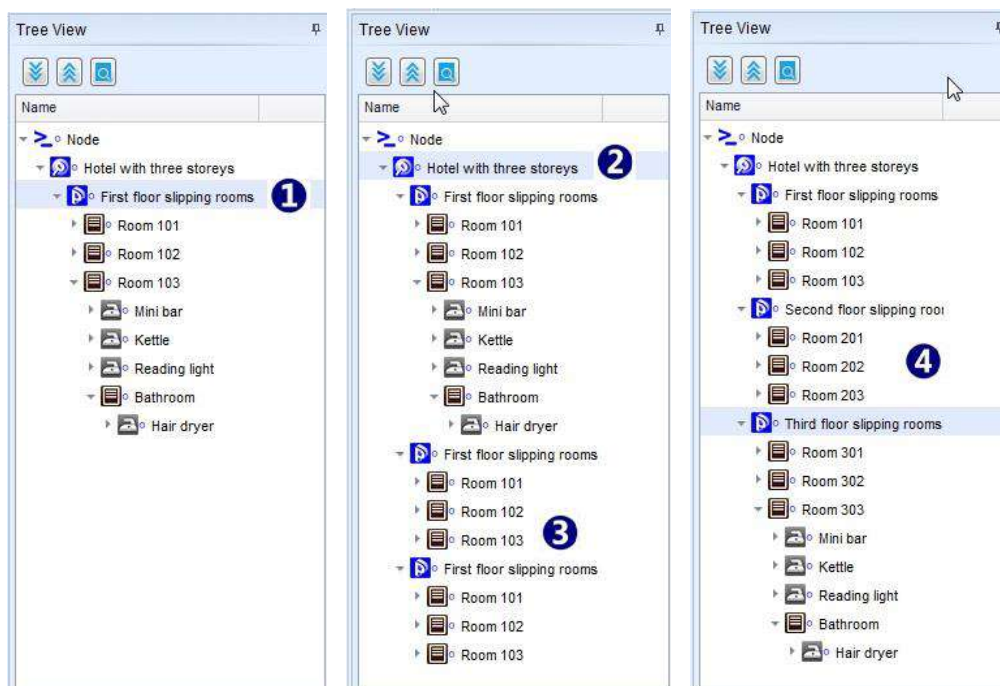 Tree View
Name
Node
Hotel with three storeys
First floor slipping rooms
1
Room 101
Room 102
Room 103
Mini bar
Kettle
Reading light
Bathroom
Hair dryer
Tree View
Name
Node
Hotel with three storeys
2
First floor slipping rooms
Room 101
Room 102
Room 103
Mini bar
Kettle
Reading light
Bathroom
Hair dryer
First floor slipping rooms
Room 101
Room 102
Room 103
3
First floor slipping rooms
Room 101
Room 102
Room 103
Tree View
Name
Node
Hotel with three storeys
First floor slipping rooms
Room 101
Room 102
Room 103
Second floor slipping roo
Room 201
Room 202
4
Room 203
Third floor slipping rooms
Room 301
Room 302
Room 303
Mini bar
Kettle
Reading light
Bathroom
Hair dryer